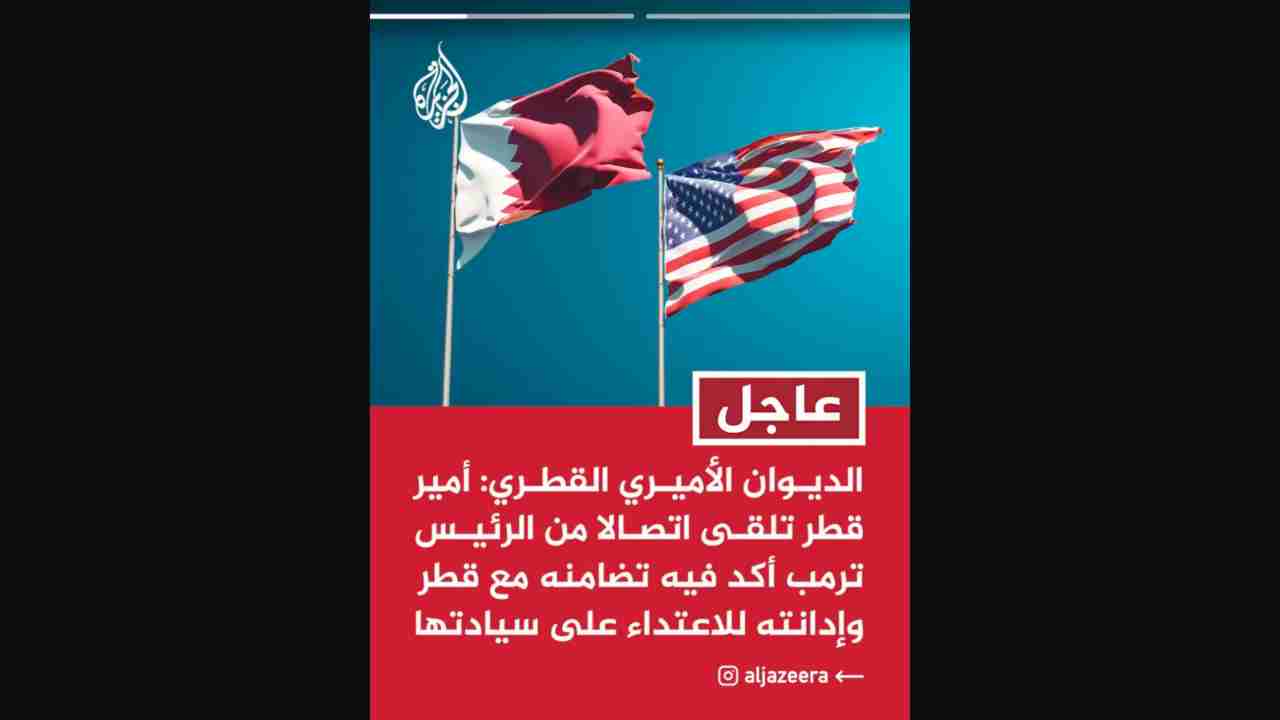 الجزيرة
عاجل
الديوان الأميري القطري: أمير
قطر تلقى اتصالا من الرئيس
ترمب أكد فيه تضامنه مع قطر
وإدانته للاعتداء على سيادتها
aljazeera